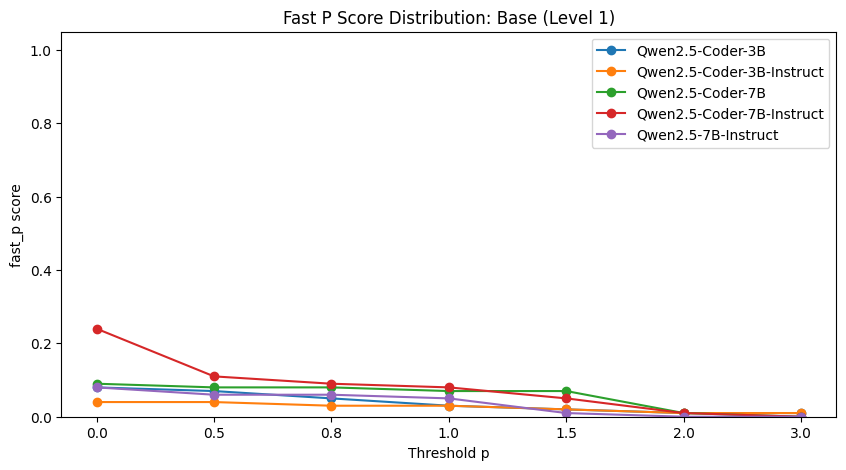 Fast P Score Distribution: Base (Level 1)
Qwen2.5-Coder-3B
Qwen2.5-Coder-3B-Instruct
Qwen2.5-Coder-7B
Qwen2.5-Coder-7B-Instruct
Qwen2.5-7B-Instruct
fast_p score
1.0
0.8
0.6
0.4
0.2
0.0
0.0 0.5 0.8 1.0 1.5 2.0 3.0
Threshold p